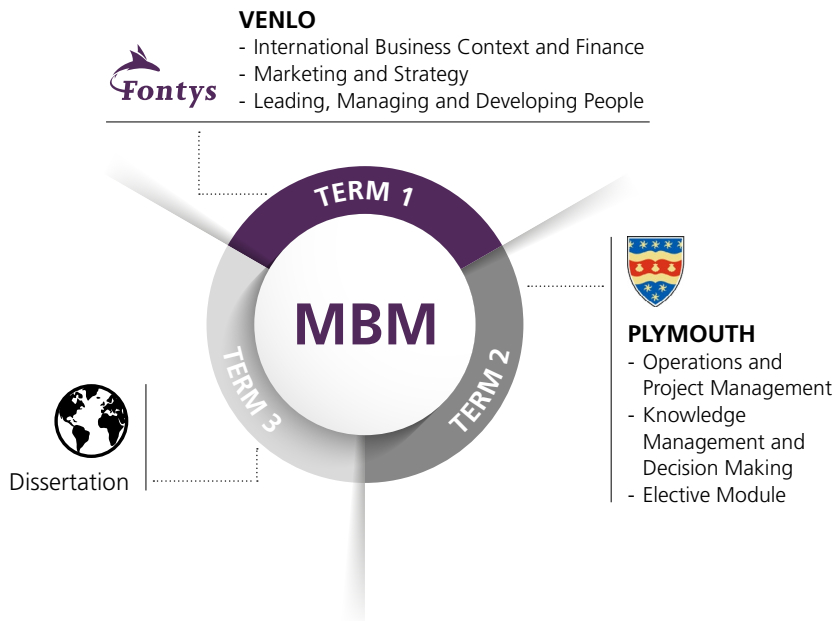 VENLO
- International Business Context and Finance
- Marketing and Strategy
- Leading, Managing and Developing People
Fontys
TERM 1
MBM
TERM 2
TERM 3
PLYMOUTH
- Operations and
Project Management
- Knowledge
Management and
Decision Making
- Elective Module
Dissertation